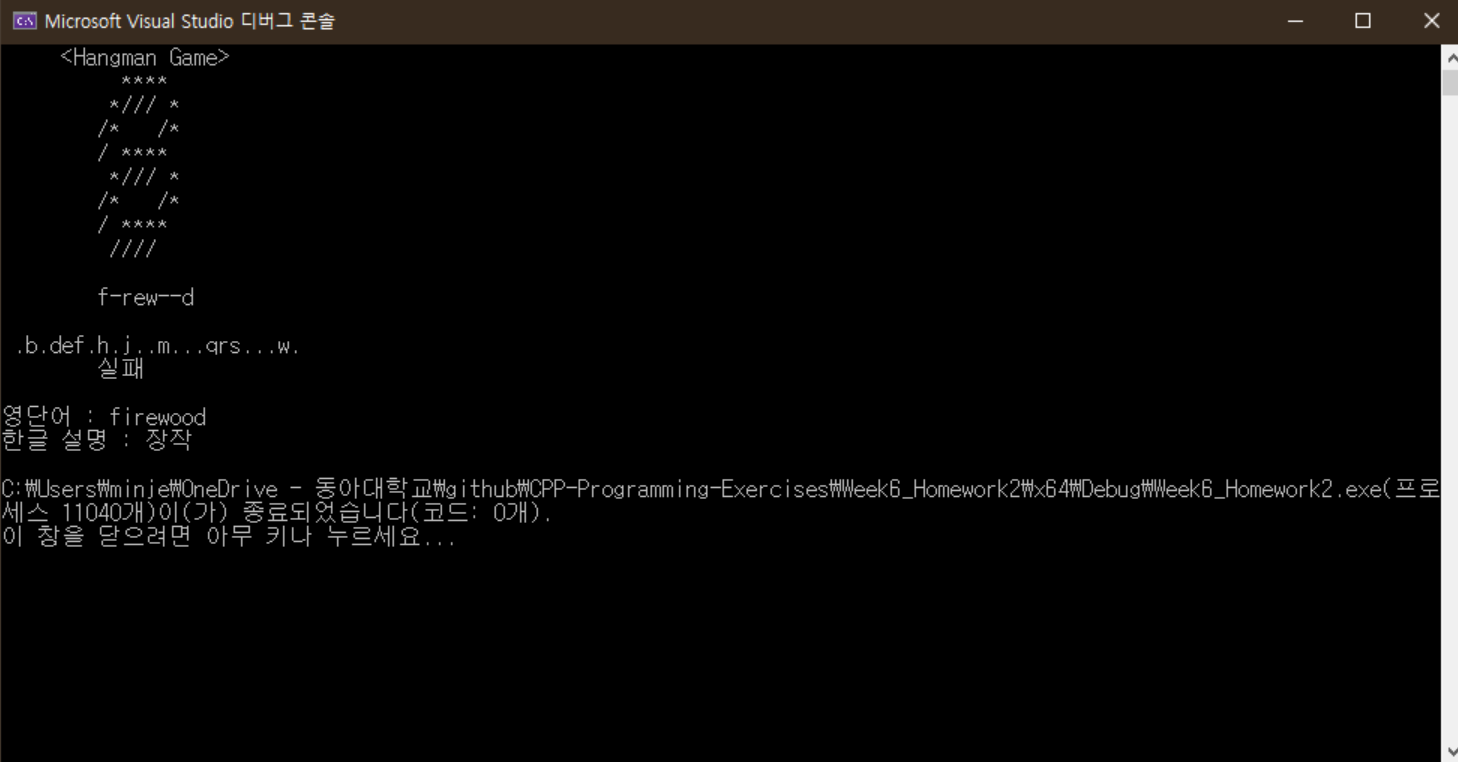 Microsoft Visual Studio 디버그 콘솔
<Hangman Game>
****
*/// *
/*   /*
/ ****
*/// *
/*   /*
/ ****
////
f-rew--d
.b.def.h.j..m...qrs...w.
실패
영단어 : firewood
한글 설명 : 장작
C:₩Users₩minje₩OneDrive - 동아대학교₩github₩CPP-Programming-Exercises₩Week6_Homework2₩x64₩Debug₩Week6_Homework2.exe(프로
세스 11040개)이(가) 종료되었습니다(코드: 0개).
이 창을 닫으려면 아무 키나 누르세요...